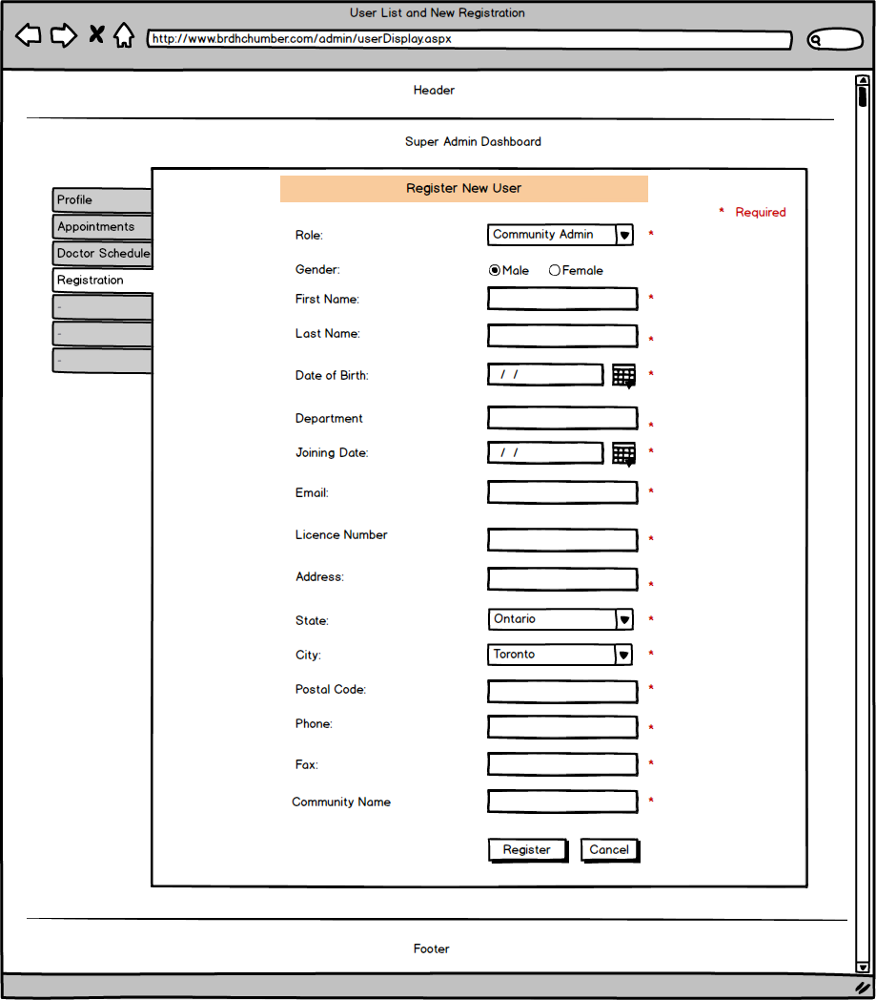 User List and New Registration
http://www.brdhchumber.com/admin/userDisplay.aspx
Header
Super Admin Dashboard
Profile
Appointments
Doctor Schedule
Registration
-
-
-
Register New User
* Required
Role: Community Admin *
Gender: Male Female
First Name: *
Last Name: *
Date of Birth: / / *
Department *
Joining Date: / / *
Email: *
Licence Number *
Address: *
State: Ontario *
City: Toronto *
Postal Code: *
Phone: *
Fax: *
Community Name *
Register Cancel
Footer